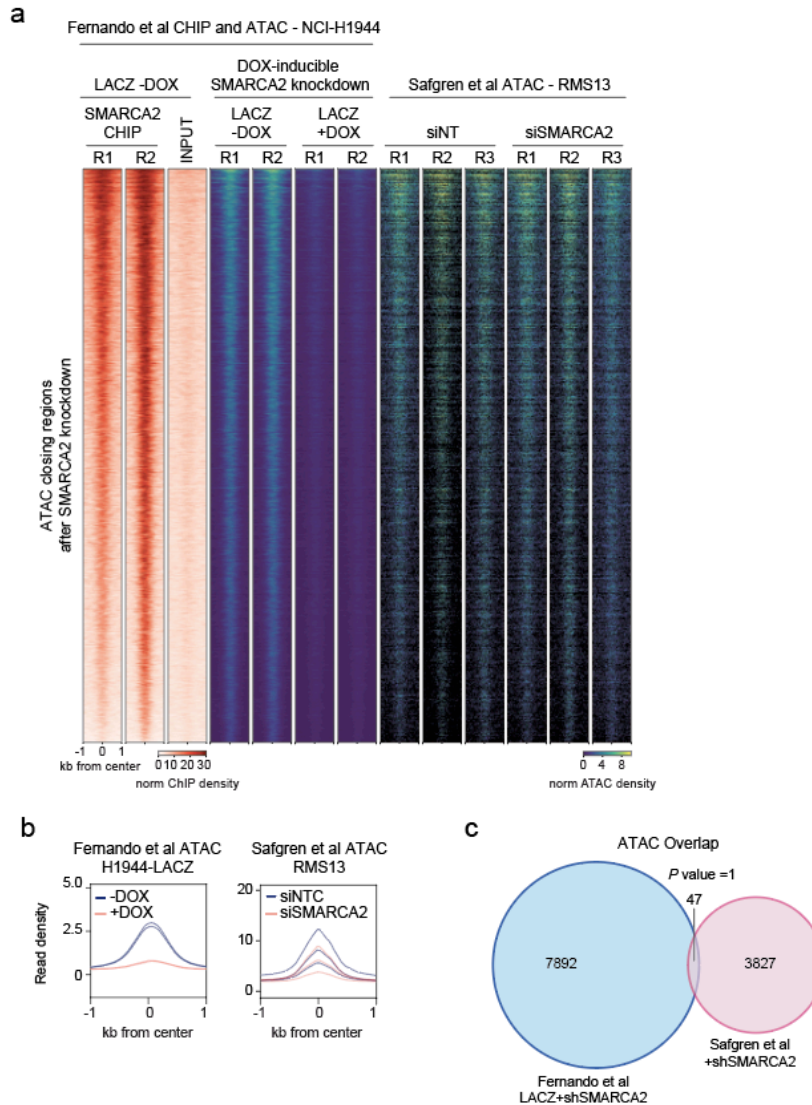 a
Fernando et al CHIP and ATAC - NCI-H1944
LACZ -DOX
DOX-inducible
SMARCA2 knockdown
Safgren et al ATAC - RMS13
SMARCA2
CHIP
INPUT
LACZ
-DOX
LACZ
+DOX
siNT
siSMARCA2
R1 R2 R1 R2 R1 R2 R1 R2 R3 R1 R2 R3
ATAC closing regions
after SMARCA2 knockdown
-1 0 1
kb from center
0 10 20 30
norm ChIP density
0 4 8
norm ATAC density
b
Fernando et al ATAC
H1944-LACZ
-DOX
+DOX
5.0
2.5
0
Read density
-1 0 1
kb from center
Safgren et al ATAC
RMS13
siNTC
siSMARCA2
20
10
0
-1 0 1
kb from center
c
ATAC Overlap
P value =1
47
7892
3827
Safgren et al
+shSMARCA2
Fernando et al
LACZ+shSMARCA2